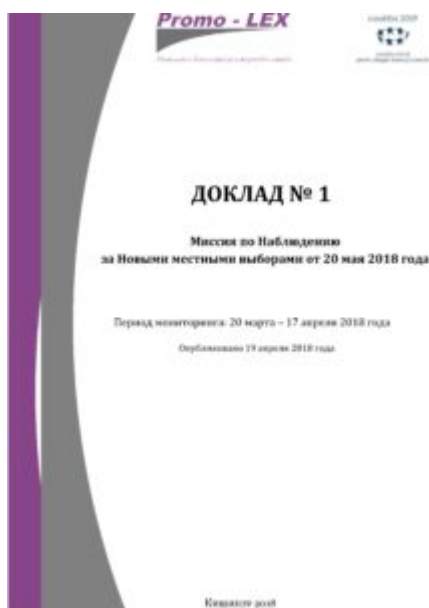 Promo - LEX
ДОКЛАД № 1
Миссия по Наблюдению
за Новыми местными выборами от 20 мая 2018 года
Период мониторинга: 20 марта – 17 апреля 2018 года
Опубликовано 19 апреля 2018 года
Кишинэу 2018